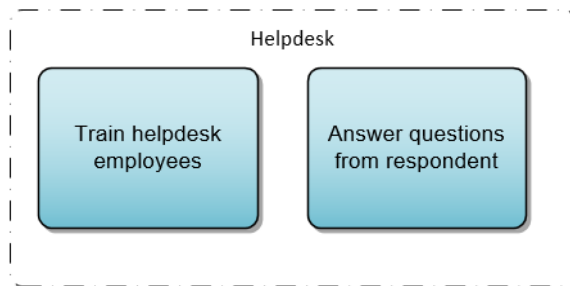 Helpdesk
Train helpdesk
employees
Answer questions
from respondent